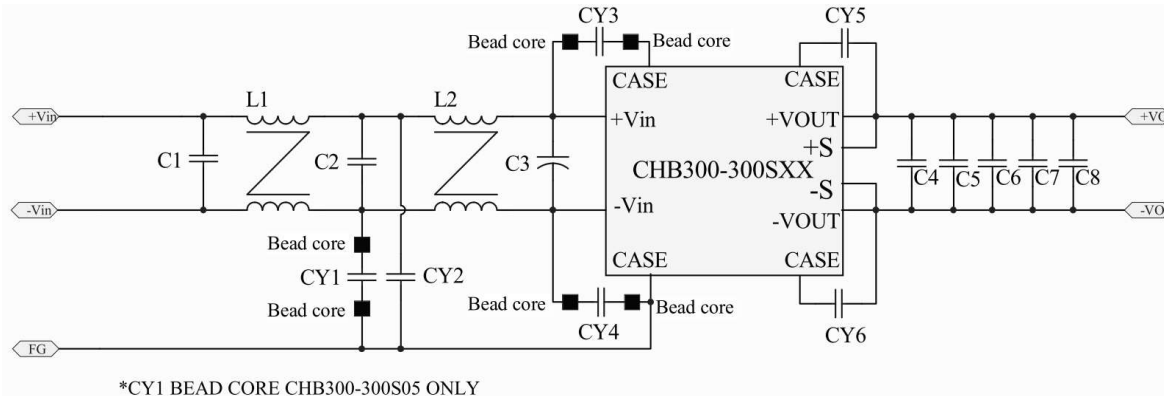 CY3
CY5
Bead core
Bead core
CASE
CASE
L1
L2
+Vin
+Vin
+VOUT
+VO
C1
C2
C3
+S
CHB300-300SXX
-S
C4
C5
C6
C7
C8
-Vin
-Vin
-VOUT
-VO
Bead core
CASE
CASE
CY1
CY2
Bead core
Bead core
Bead core
CY4
CY6
FG
*CY1 BEAD CORE CHB300-300S05 ONLY